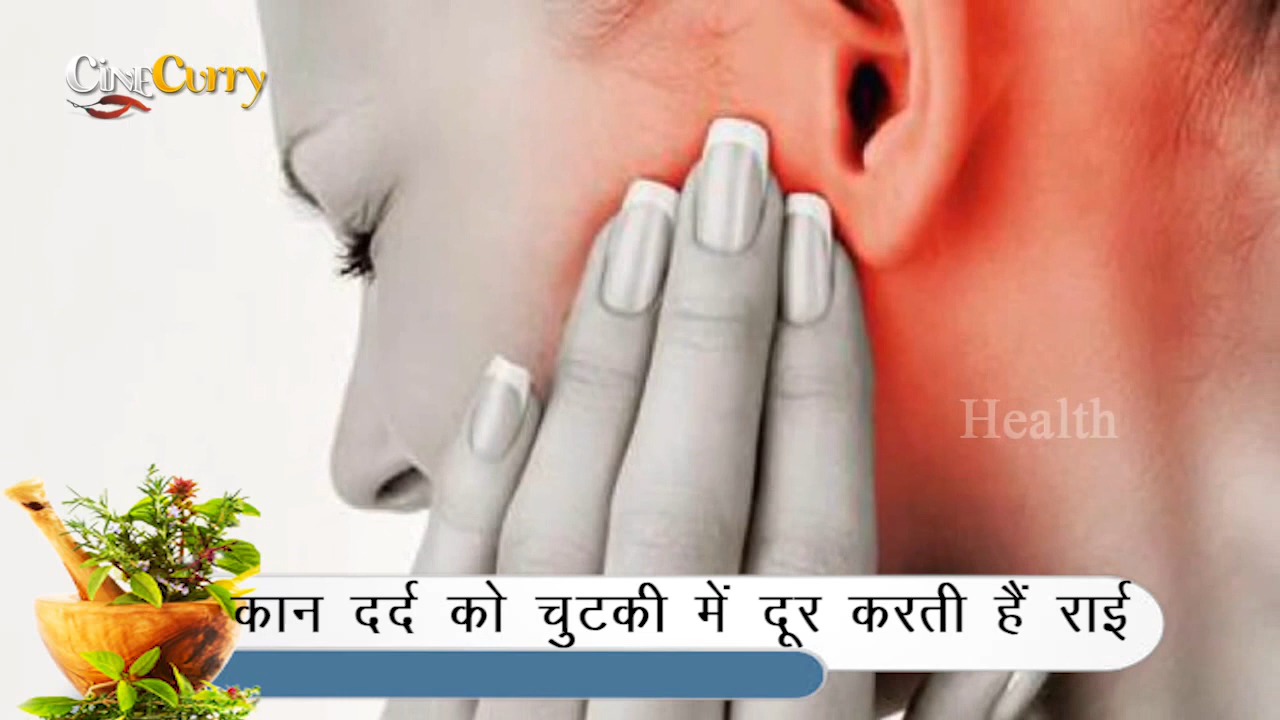 CineCurry
Health
कान दर्द को चुटकी में दूर करती हैं राई